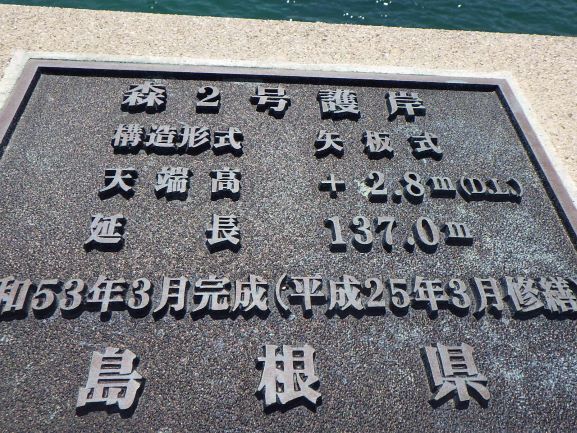 森2号護岸
構造形式 矢板式
天端高 +2.8m(D.L.)
延長 137.0m
和53年3月完成(平成25年3月修繕
島根県